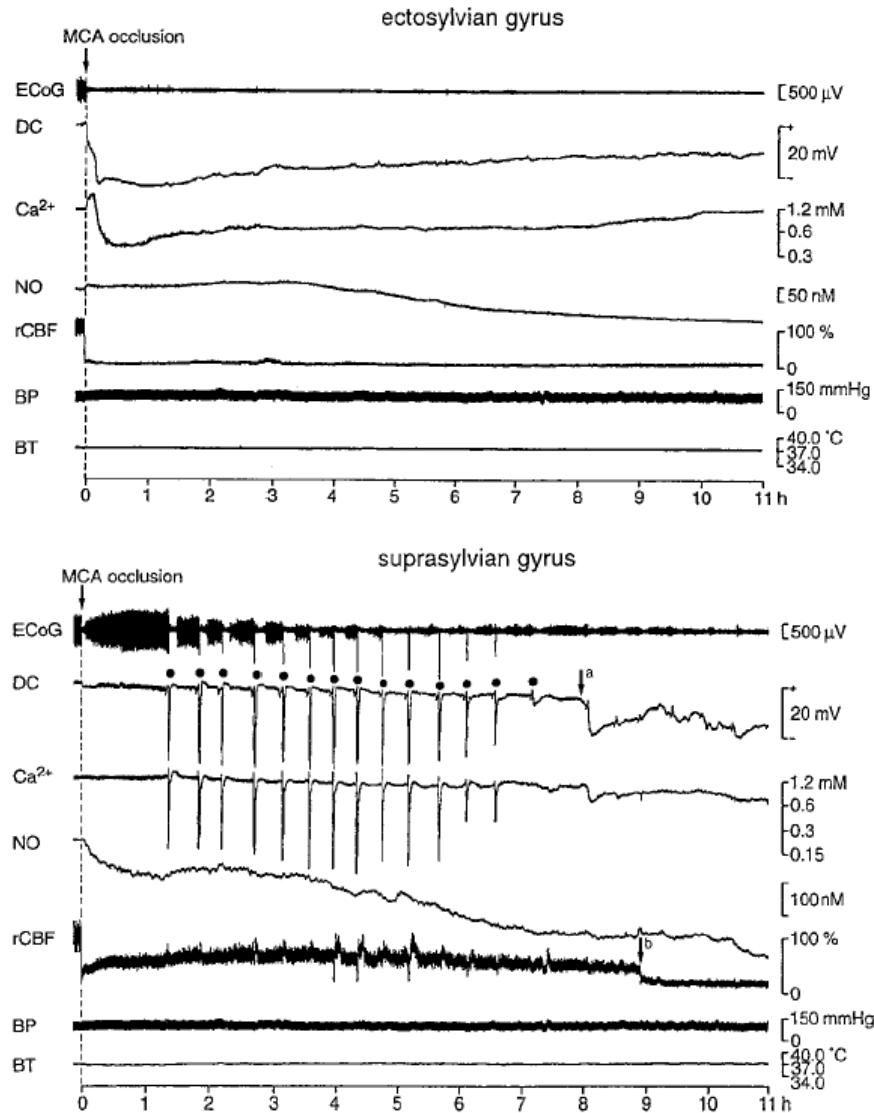 ectosylvian gyrus
MCA occlusion
ECoG
500 µV
DC
+
20 mV
-
Ca2+
1.2 mM
0.6
0.3
NO
50 nM
rCBF
100 %
0
BP
150 mmHg
0
BT
40.0 °C
37.0
34.0
0 1 2 3 4 5 6 7 8 9 10 11 h
suprasylvian gyrus
MCA occlusion
ECoG
500 µV
DC
a
+
20 mV
-
Ca2+
1.2 mM
0.6
0.3
0.15
NO
100 nM
rCBF
b
100 %
0
BP
150 mmHg
0
BT
40.0 °C
37.0
34.0
0 1 2 3 4 5 6 7 8 9 10 11 h